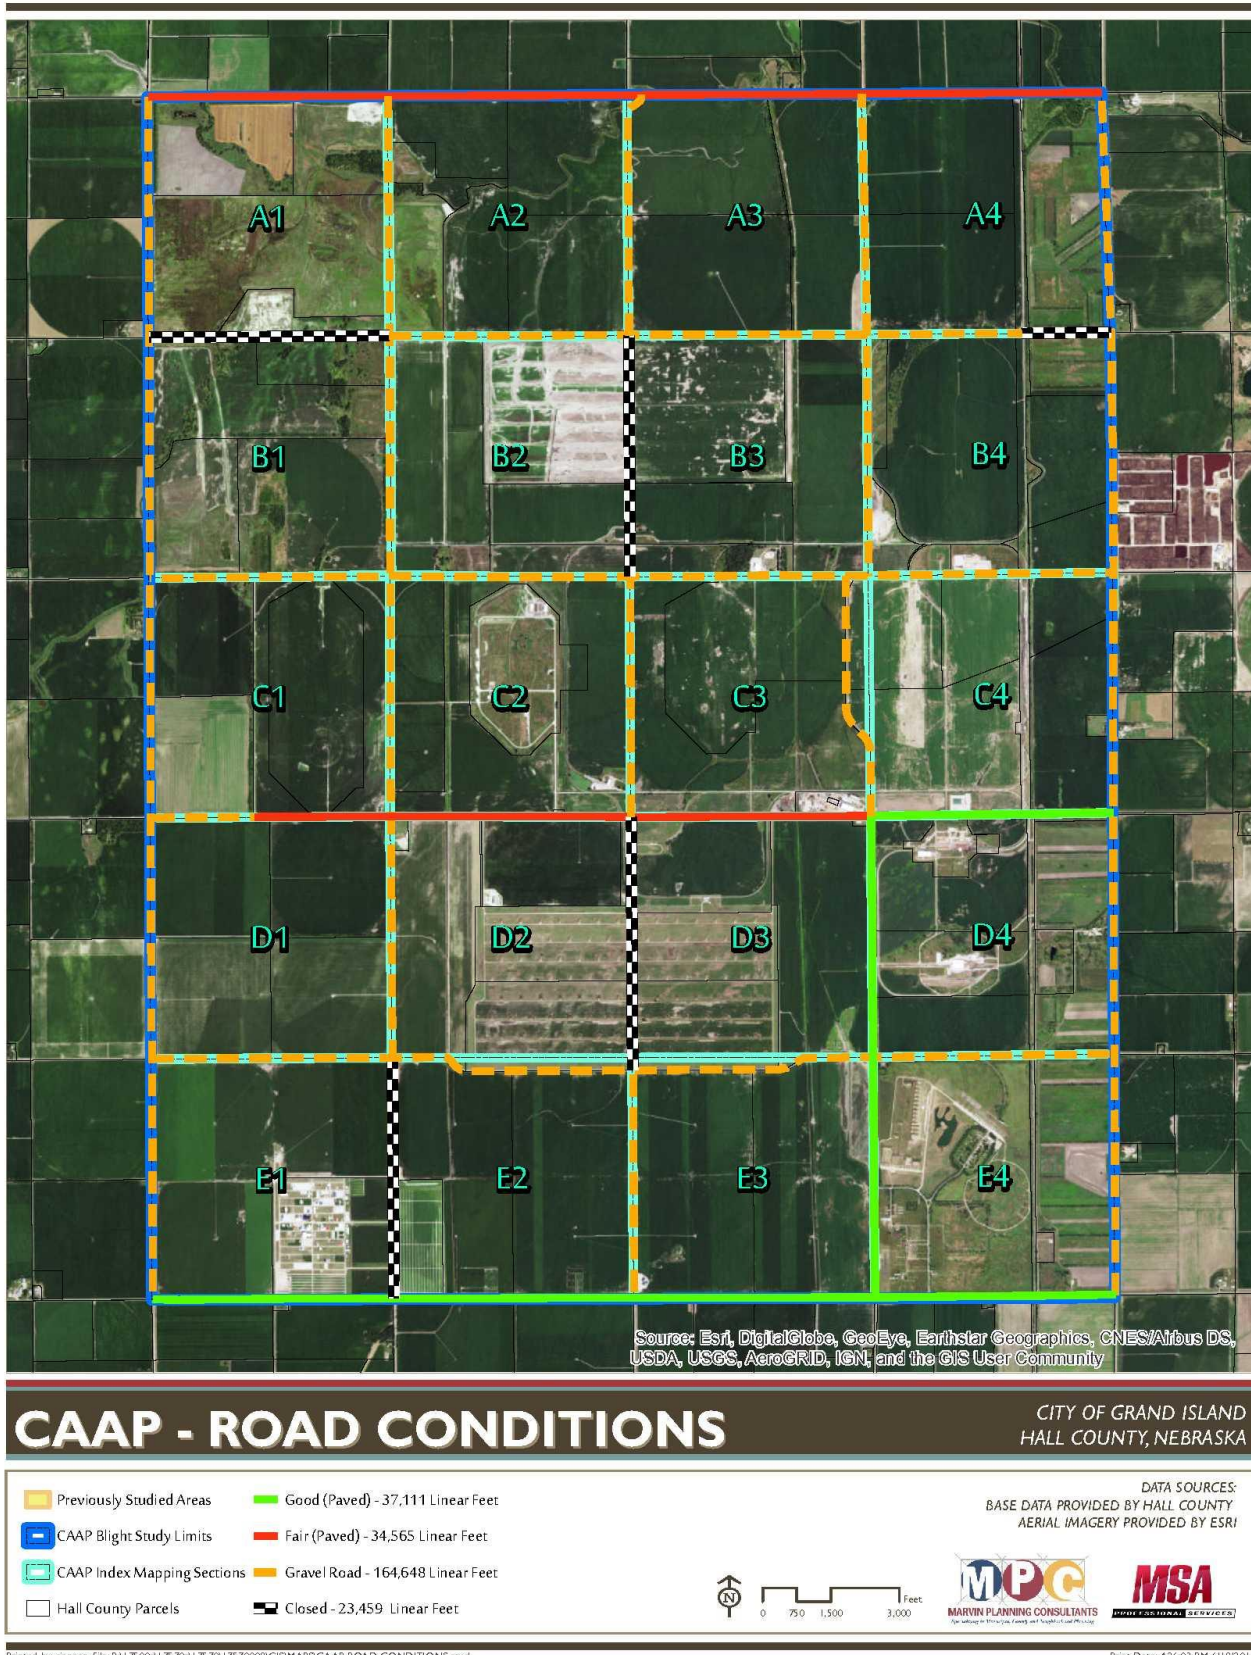 A1
A2
A3
A4
B1
B2
B3
B4
C1
C2
C3
C4
D1
D2
D3
D4
E1
E2
E3
E4
Source: Esri, DigitalGlobe, GeoEye, Earthstar Geographics, CNES/Airbus DS,
USDA, USGS, AeroGRID, IGN, and the GIS User Community
CAAP - ROAD CONDITIONS
CITY OF GRAND ISLAND
HALL COUNTY, NEBRASKA
Previously Studied Areas
CAAP Blight Study Limits
CAAP Index Mapping Sections
Hall County Parcels
Good (Paved) - 37,111 Linear Feet
Fair (Paved) - 34,565 Linear Feet
Gravel Road - 164,648 Linear Feet
Closed - 23,459 Linear Feet
DATA SOURCES:
BASE DATA PROVIDED BY HALL COUNTY
AERIAL IMAGERY PROVIDED BY ESRI
N
Feet
0 750 1,500 3,000
MPC
MARVIN PLANNING CONSULTANTS
MSA
PROFESSIONAL SERVICES